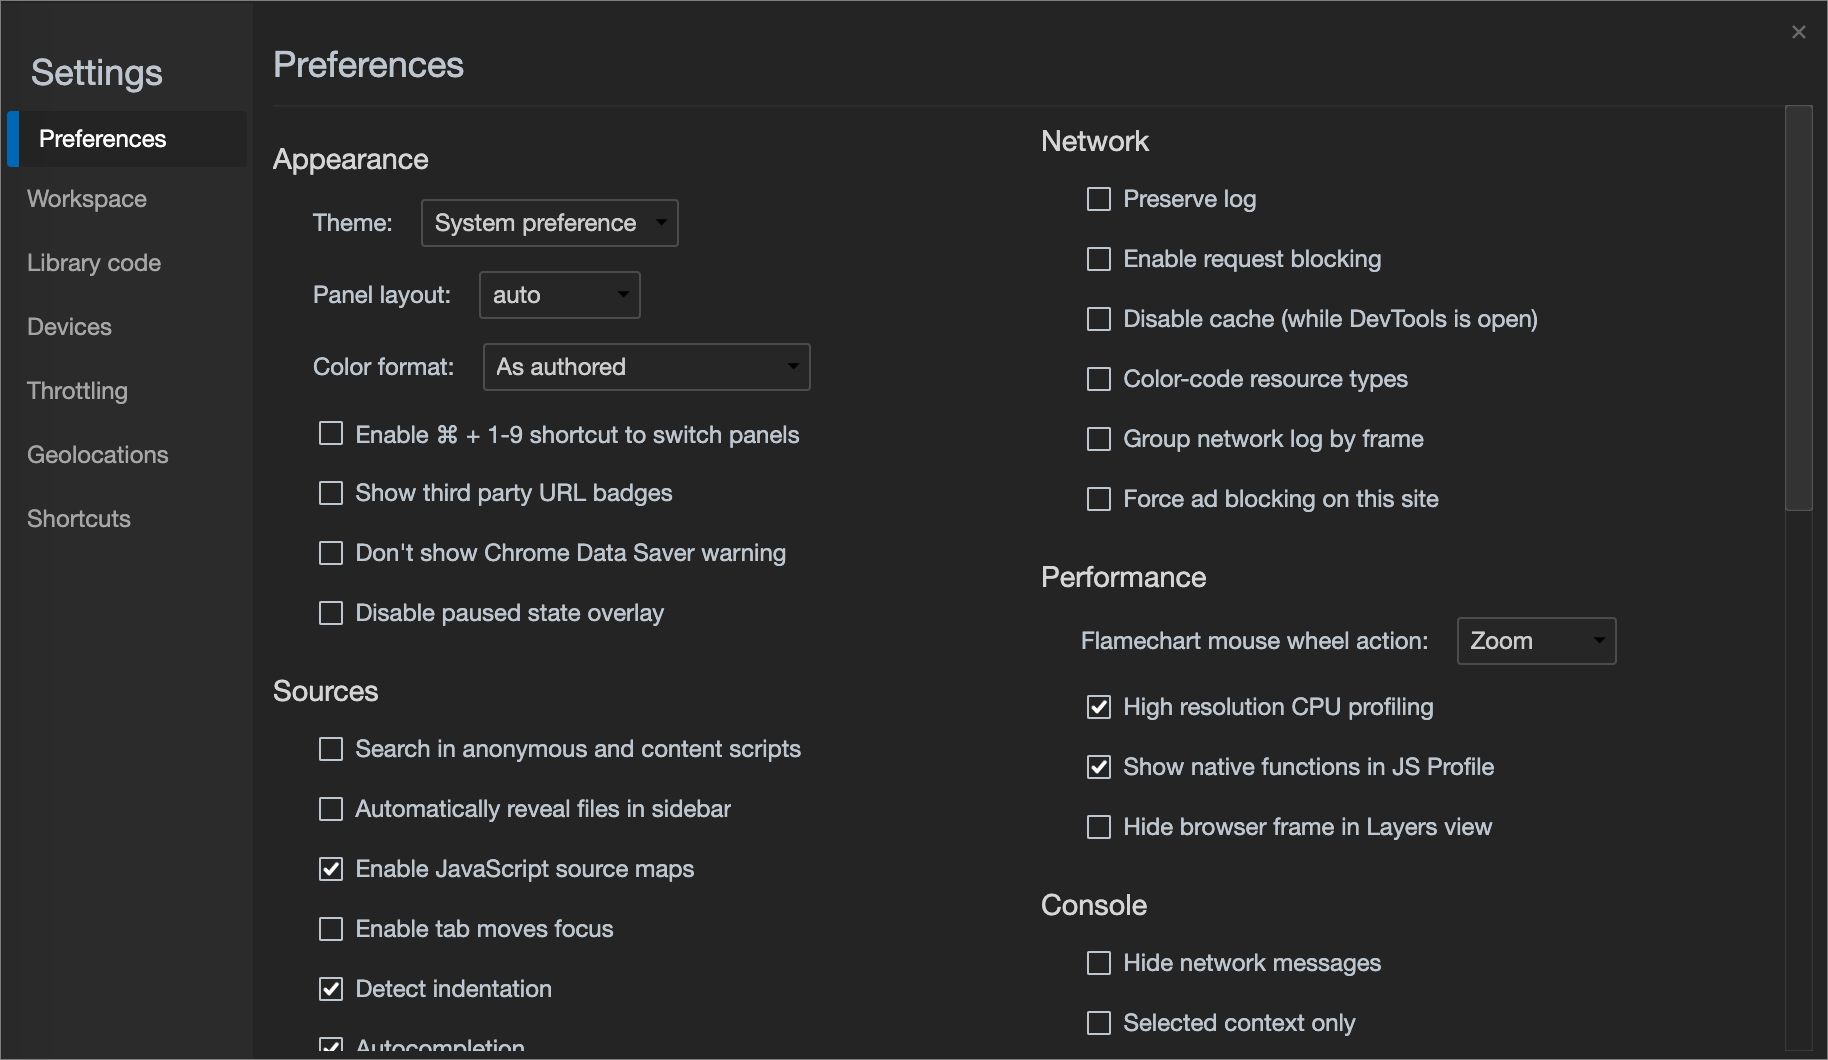 Settings
Preferences
Workspace
Library code
Devices
Throttling
Geolocations
Shortcuts
Preferences
Appearance
Theme: System preference
Panel layout: auto
Color format: As authored
Enable ⌘ + 1-9 shortcut to switch panels
Show third party URL badges
Don't show Chrome Data Saver warning
Disable paused state overlay
Sources
Search in anonymous and content scripts
Automatically reveal files in sidebar
Enable JavaScript source maps
Enable tab moves focus
Detect indentation
Autocompletion
Network
Preserve log
Enable request blocking
Disable cache (while DevTools is open)
Color-code resource types
Group network log by frame
Force ad blocking on this site
Performance
Flamechart mouse wheel action: Zoom
High resolution CPU profiling
Show native functions in JS Profile
Hide browser frame in Layers view
Console
Hide network messages
Selected context only